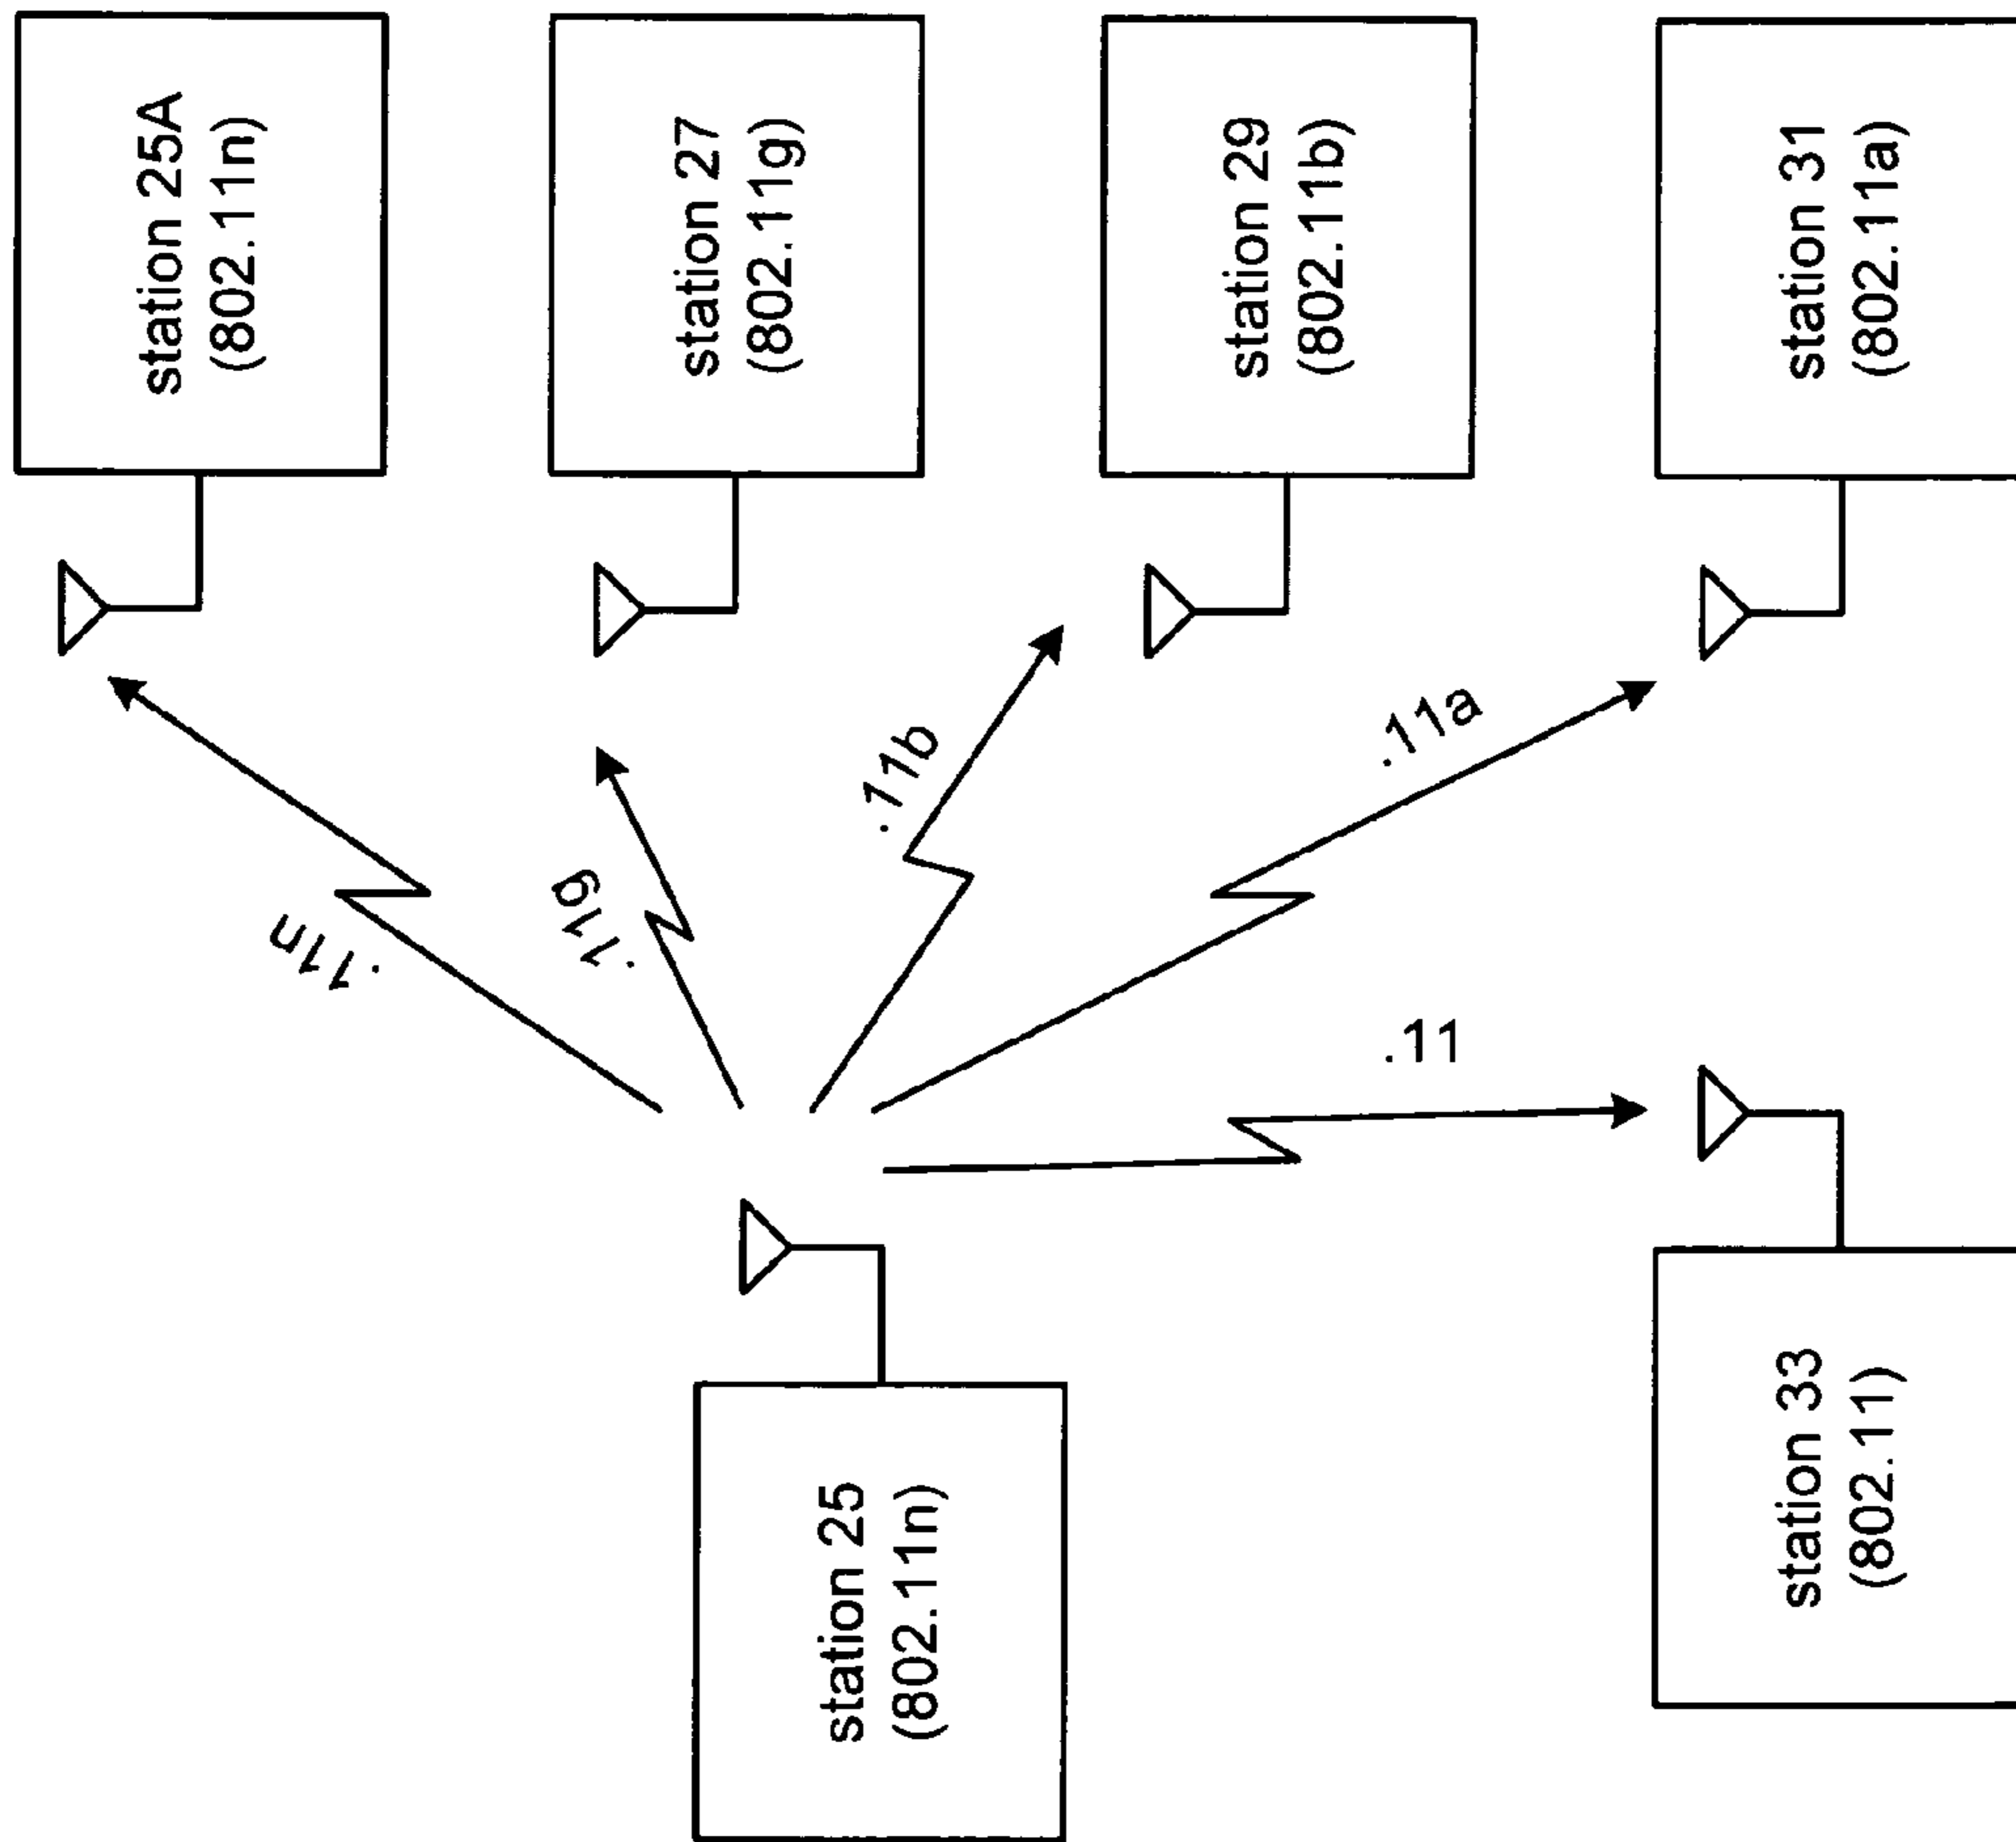 station 25A
(802.11n)
station 27
(802.11g)
station 29
(802.11b)
station 31
(802.11a)
.11n
.11g
.11b
.11a
.11
station 25
(802.11n)
station 33
(802.11)